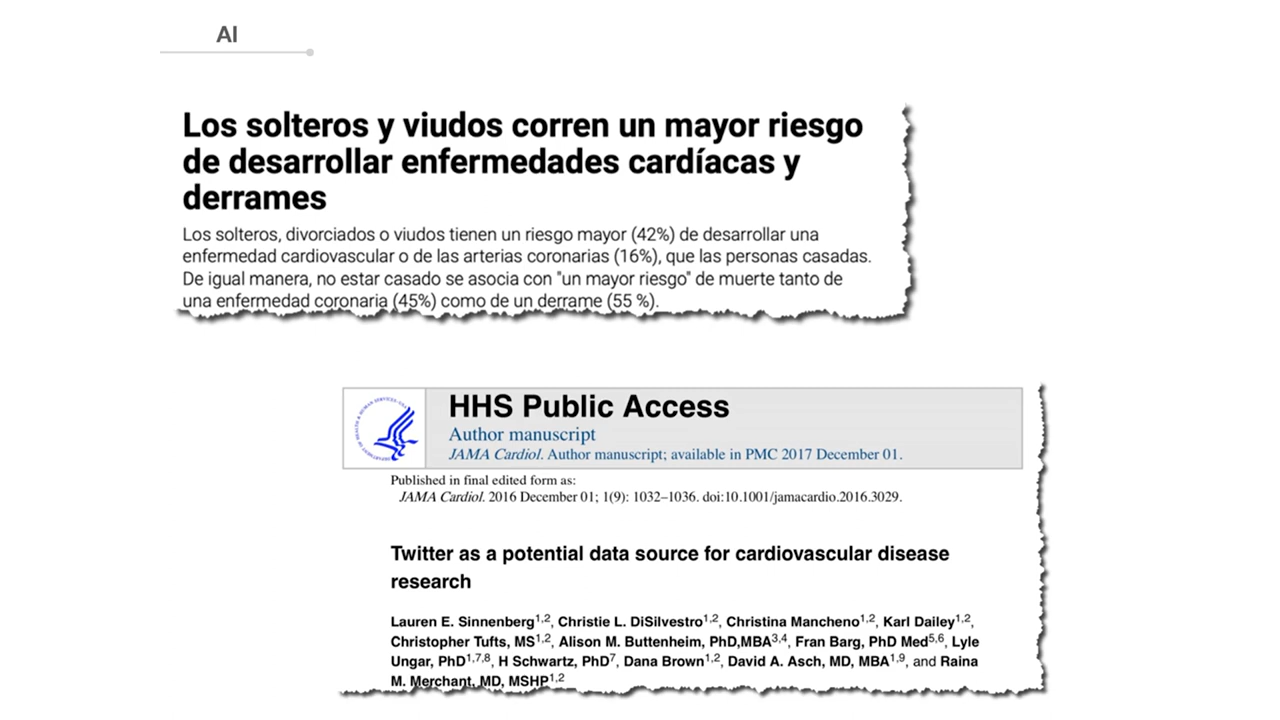 AI
Los solteros y viudos corren un mayor riesgo
de desarrollar enfermedades cardíacas y
derrames
Los solteros, divorciados o viudos tienen un riesgo mayor (42%) de desarrollar una
enfermedad cardiovascular o de las arterias coronarias (16%), que las personas casadas.
De igual manera, no estar casado se asocia con "un mayor riesgo" de muerte tanto de
una enfermedad coronaria (45%) como de un derrame (55 %).
HHS Public Access
Author manuscript
JAMA Cardiol. Author manuscript; available in PMC 2017 December 01.
Published in final edited form as:
JAMA Cardiol. 2016 December 01; 1(9): 1032–1036. doi:10.1001/jamacardio.2016.3029.
Twitter as a potential data source for cardiovascular disease
research
Lauren E. Sinnenberg1,2, Christie L. DiSilvestro1,2, Christina Mancheno1,2, Karl Dailey1,2,
Christopher Tufts, MS1,2, Alison M. Buttenheim, PhD,MBA3,4, Fran Barg, PhD Med5,6, Lyle
Ungar, PhD1,7,8, H Schwartz, PhD7, Dana Brown1,2, David A. Asch, MD, MBA1,9, and Raina
M. Merchant, MD, MSHP1,2